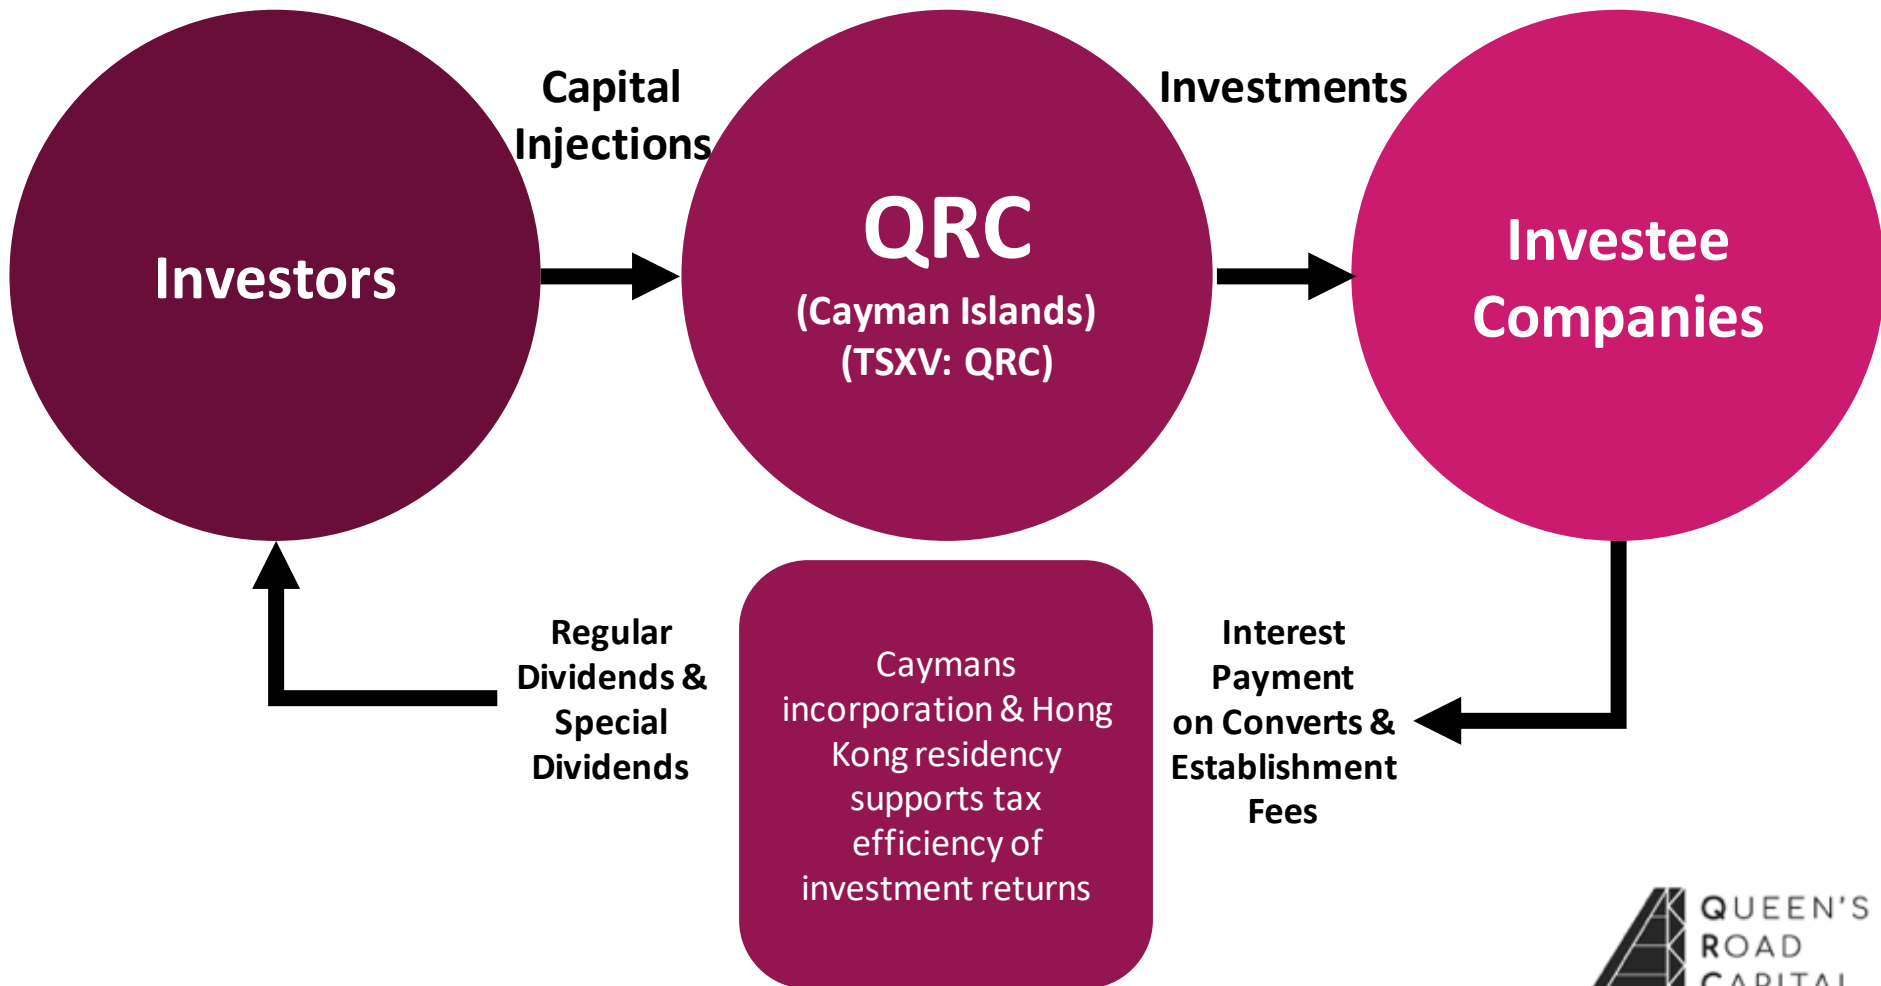 Capital
Injections
Investments
Investors
QRC
(Cayman Islands)
(TSXV: QRC)
Investee
Companies
Regular
Dividends &
Special
Dividends
Caymans
incorporation & Hong
Kong residency
supports tax
efficiency of
investment returns
Interest
Payment
on Converts &
Establishment
Fees
QUEEN'S
ROAD
CAPITAL